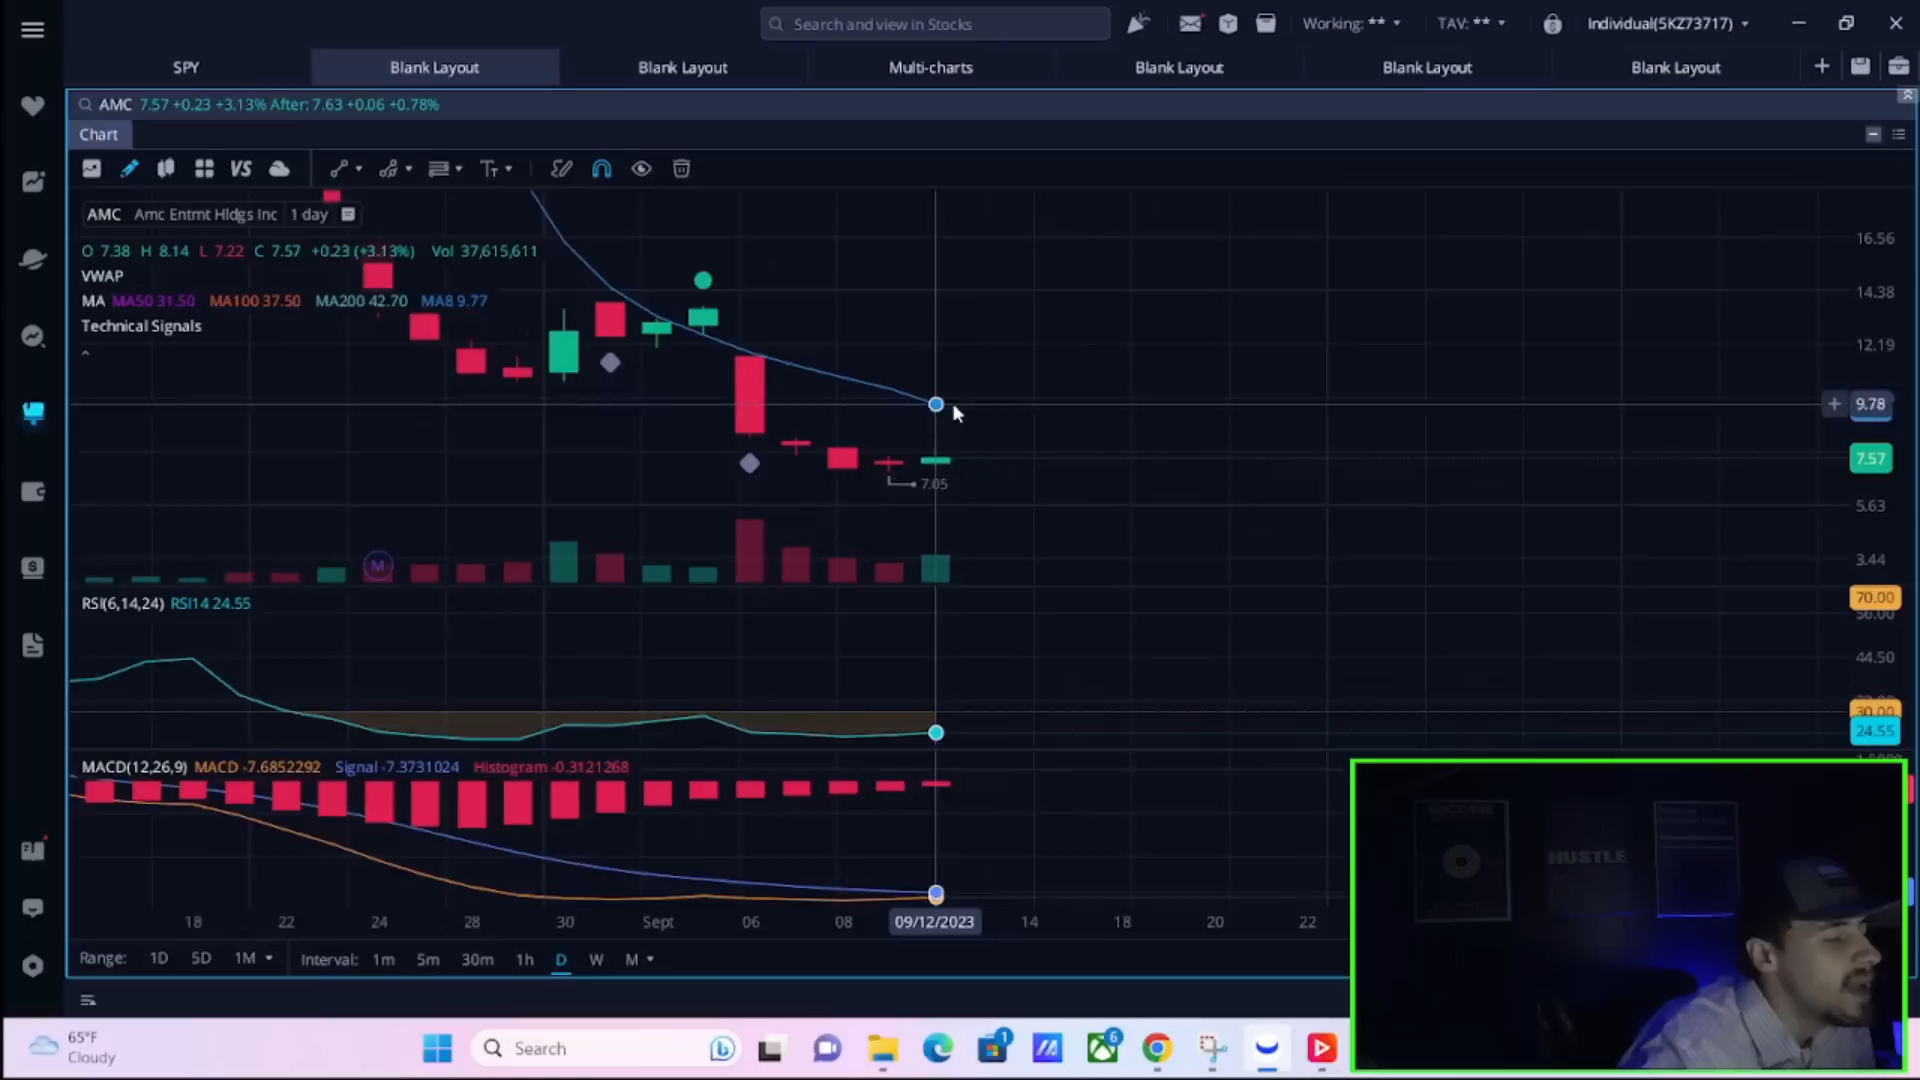 Search and view in Stocks
Working: **
TAV: **
Individual(5KZ73717)
SPY
Blank Layout
Blank Layout
Multi-charts
Blank Layout
Blank Layout
Blank Layout
AMC 7.57 +0.23 +3.13% After: 7.63 +0.06 +0.78%
Chart
VS
AMC Amc Entmt Hldgs Inc 1 day
O 7.38 H 8.14 L 7.22 C 7.57 +0.23 (+3.13%) Vol 37,615,611
VWAP
MA MA50 31.50 MA100 37.50 MA200 42.70 MA8 9.77
Technical Signals
16.56
14.38
12.19
9.78
7.57
5.63
3.44
7.05
M
RSI(6,14,24) RSI14 24.55
70.00
56.00
44.50
30.00
24.55
MACD(12,26,9) MACD -7.6852292 Signal -7.3731024 Histogram -0.3121268
18 22 24 28 30 Sept 06 08 09/12/2023 14 18 20 22
Range: 1D 5D 1M Interval: 1m 5m 30m 1h D W M
HUSTLE
65°F
Cloudy
Search
1
6